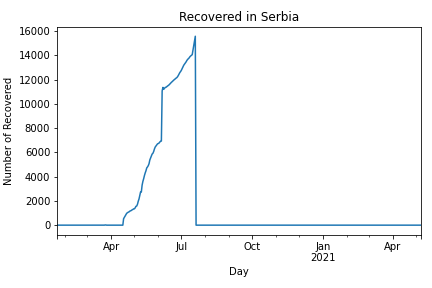 Recovered in Serbia
Number of Recovered
16000
14000
12000
10000
8000
6000
4000
2000
0
Apr
Jul
Oct
Jan
2021
Apr
Day